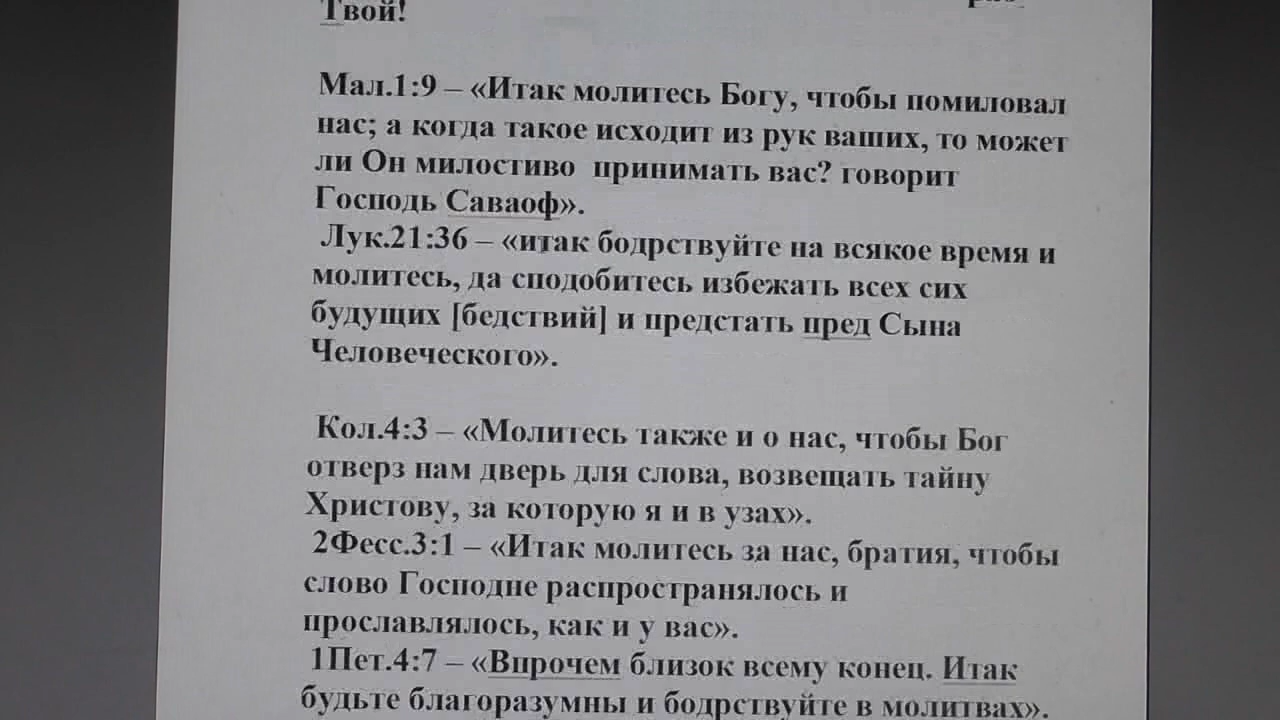 Твой!
Мал.1:9 – «Итак молитесь Богу, чтобы помиловал
нас; а когда такое исходит из рук ваших, то может
ли Он милостиво принимать вас? говорит
Господь Саваоф».
Лук.21:36 – «итак бодрствуйте на всякое время и
молитесь, да сподобитесь избежать всех сих
будущих [бедствий] и предстать пред Сына
Человеческого».
Кол.4:3 – «Молитесь также и о нас, чтобы Бог
отверз нам дверь для слова, возвещать тайну
Христову, за которую я и в узах».
2Фесс.3:1 – «Итак молитесь за нас, братия, чтобы
слово Господне распространялось и
прославлялось, как и у вас».
1Пет.4:7 – «Впрочем близок всему конец. Итак
будьте благоразумны и бодрствуйте в молитвах».